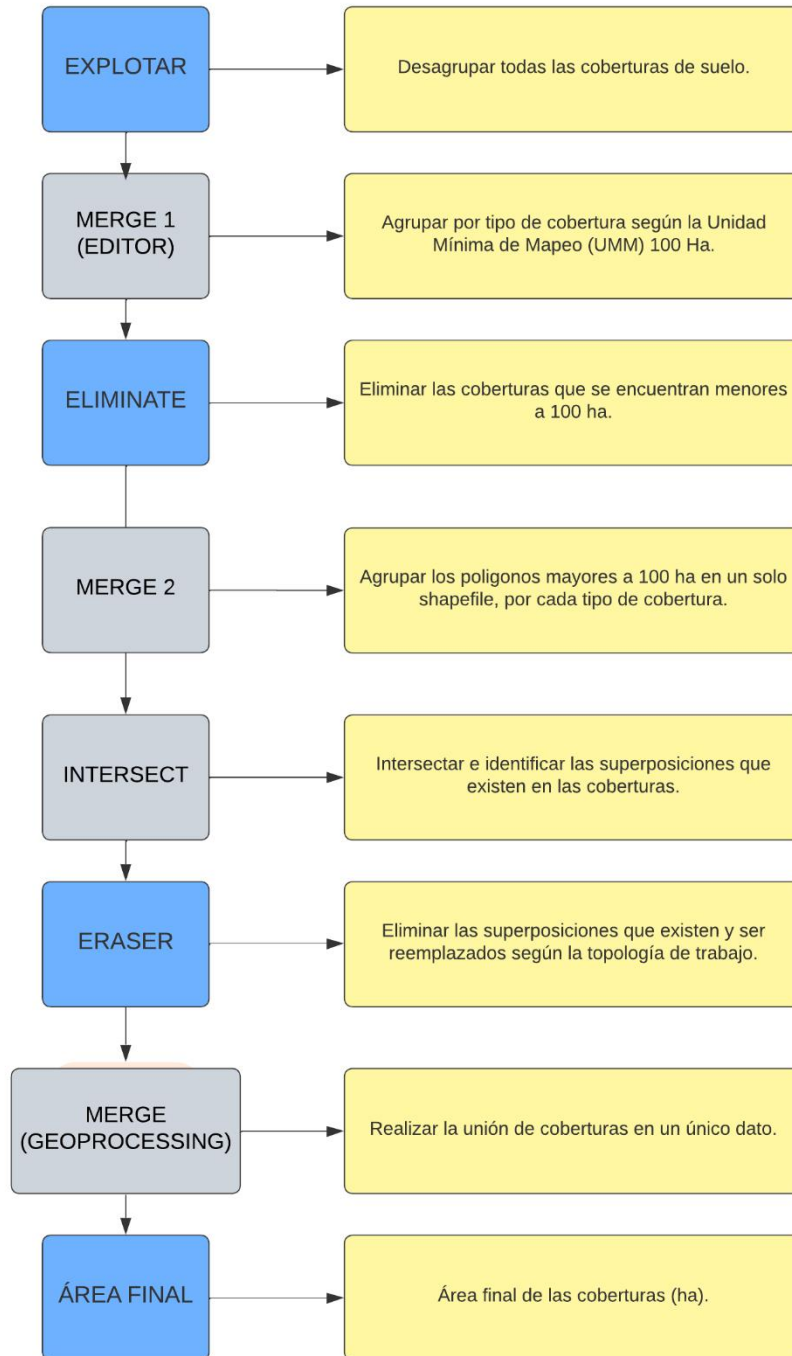 EXPLOTAR
Desagrupar todas las coberturas de suelo.
MERGE 1
(EDITOR)
Agrupar por tipo de cobertura según la Unidad
Mínima de Mapeo (UMM) 100 Ha.
ELIMINATE
Eliminar las coberturas que se encuentran menores
a 100 ha.
MERGE 2
Agrupar los poligonos mayores a 100 ha en un solo
shapefile, por cada tipo de cobertura.
INTERSECT
Intersectar e identificar las superposiciones que
existen en las coberturas.
ERASER
Eliminar las superposiciones que existen y ser
reemplazados según la topología de trabajo.
MERGE
(GEOPROCESSING)
Realizar la unión de coberturas en un único dato.
ÁREA FINAL
Área final de las coberturas (ha).